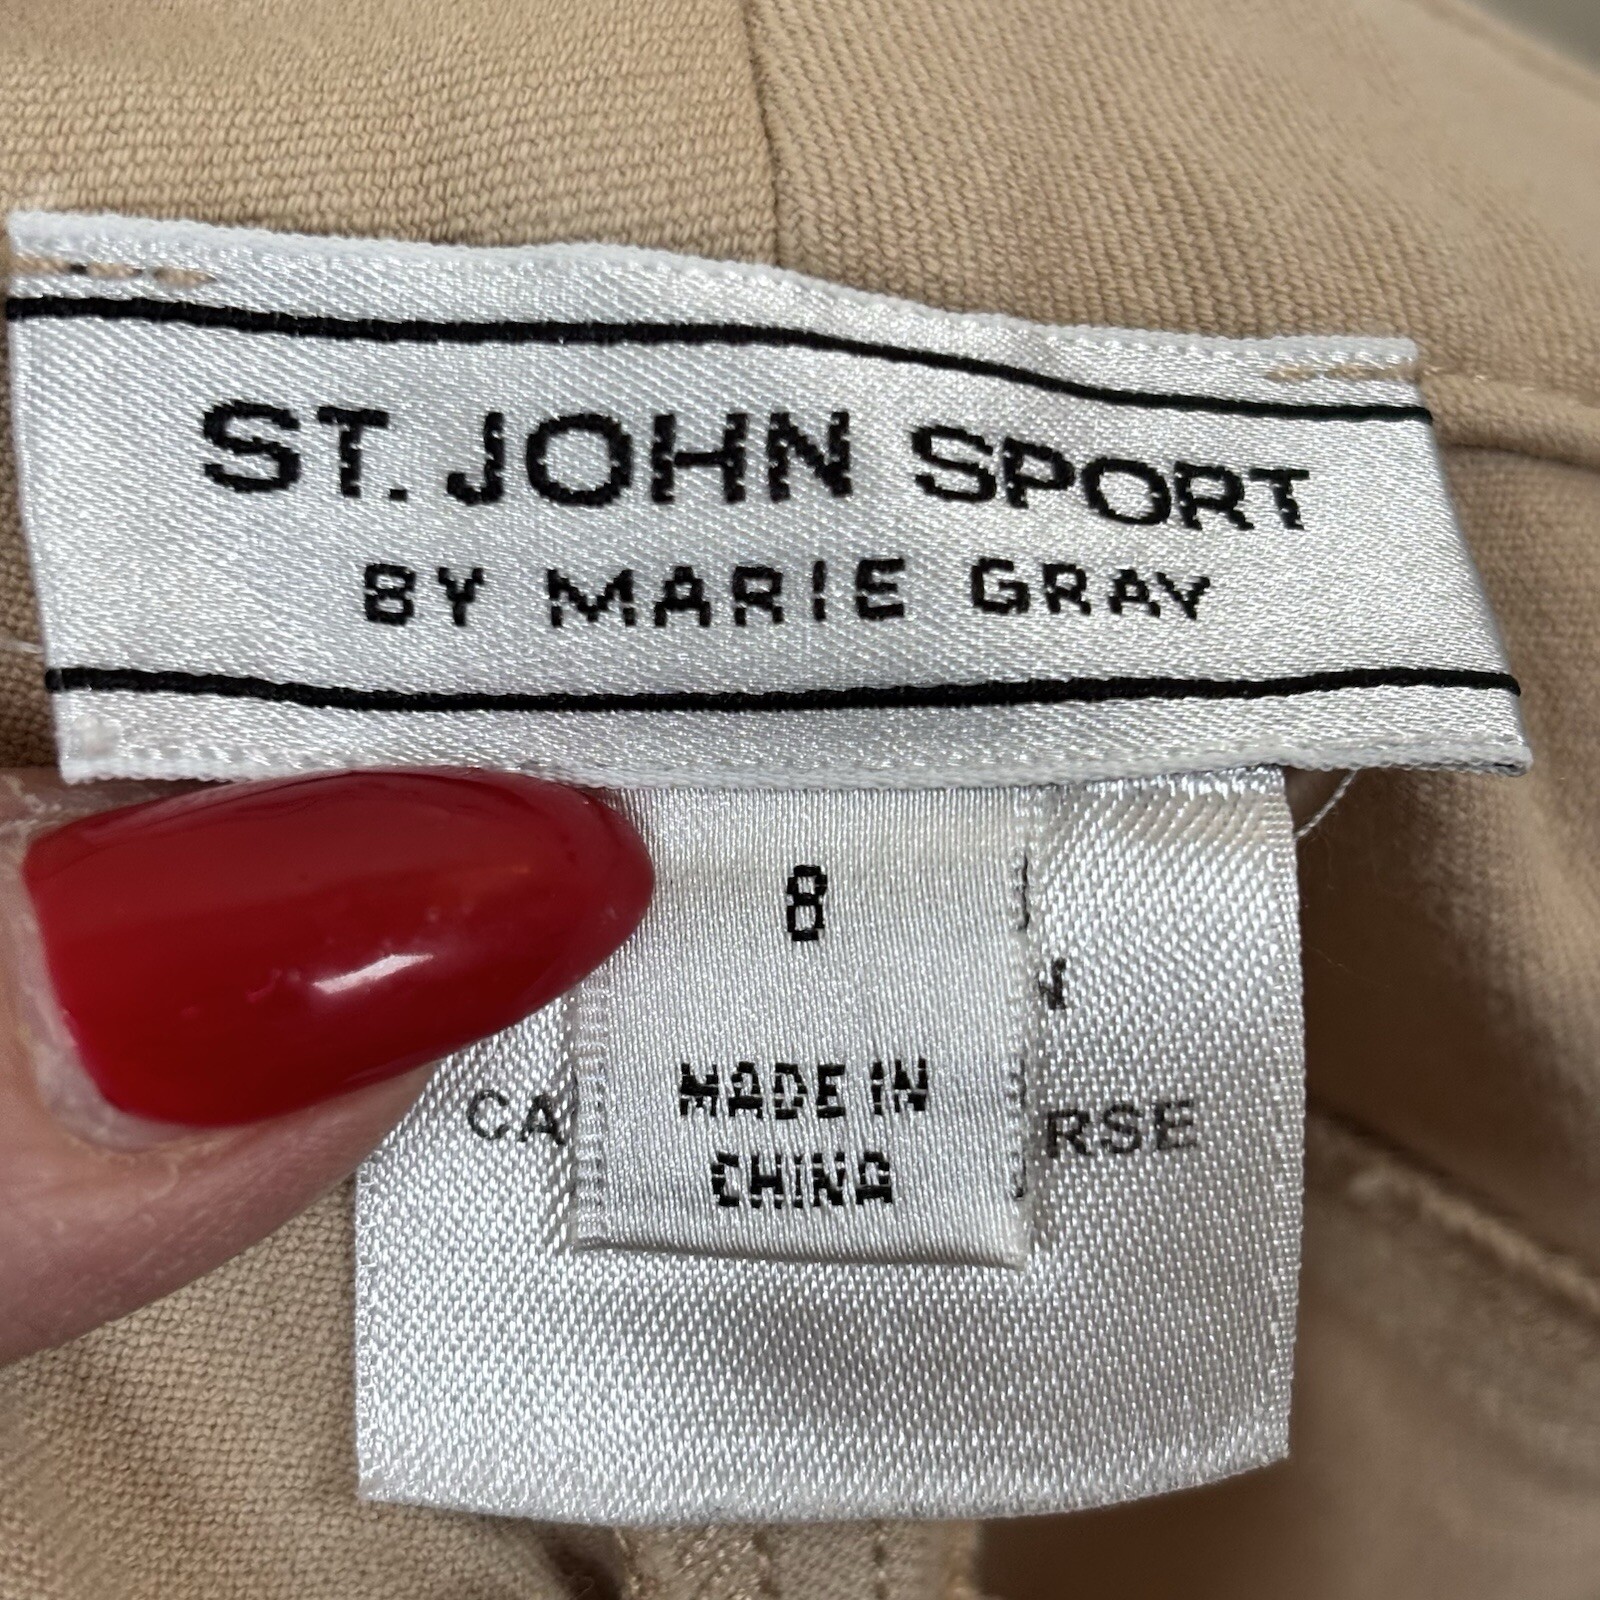 ST. JOHN SPORT
BY MARIE GRAY
8
MADE IN
CHINA